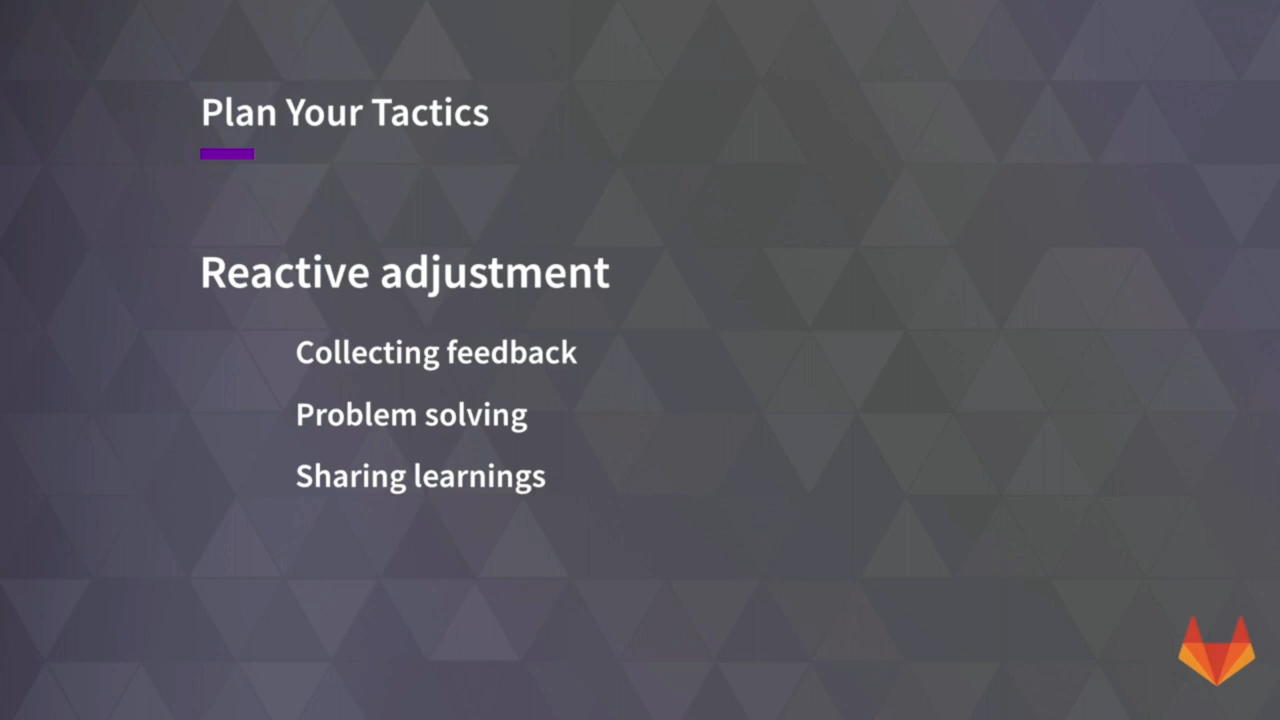 Plan Your Tactics
Reactive adjustment
Collecting feedback
Problem solving
Sharing learnings